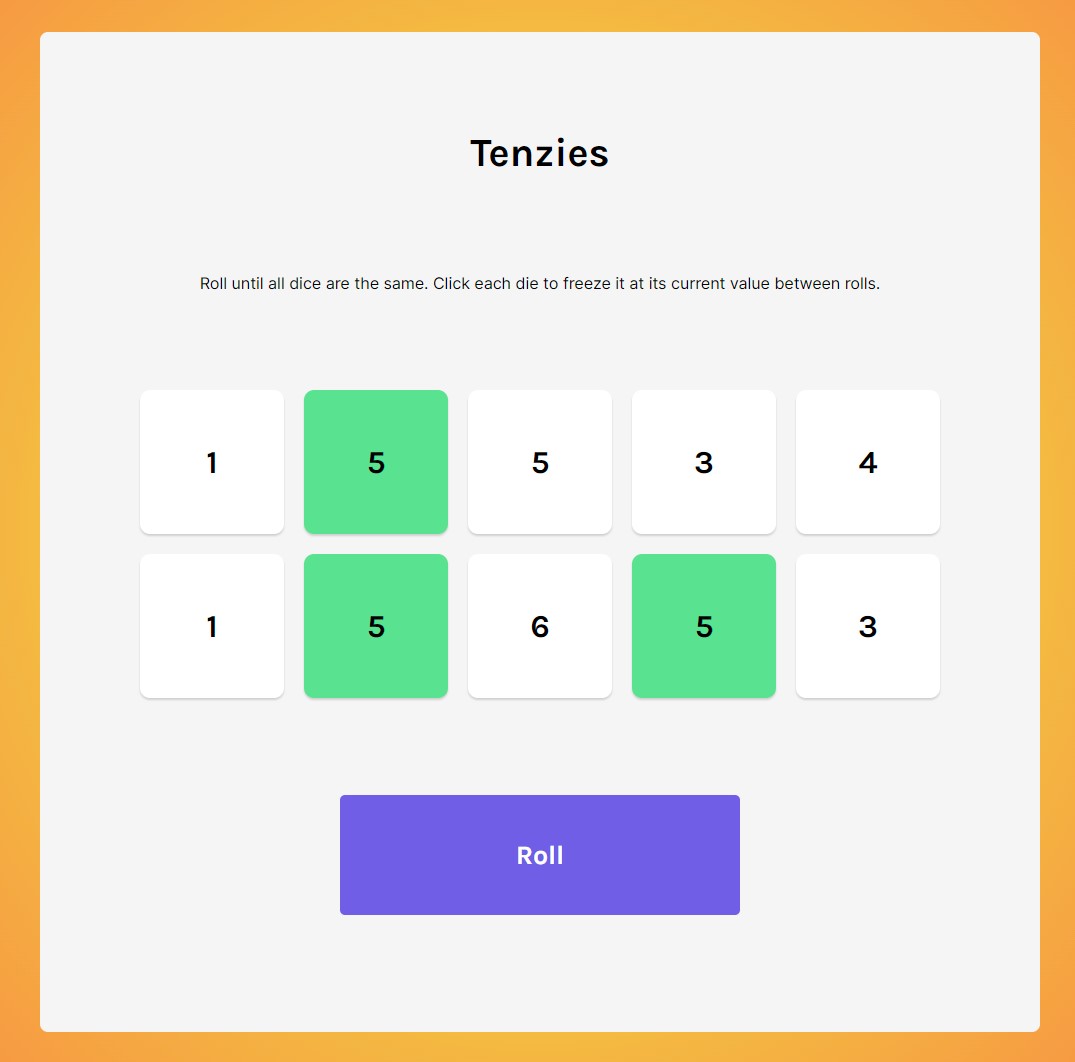 Tenzies
Roll until all dice are the same. Click each die to freeze it at its current value between rolls.
1 5 5 3 4
1 5 6 5 3
Roll